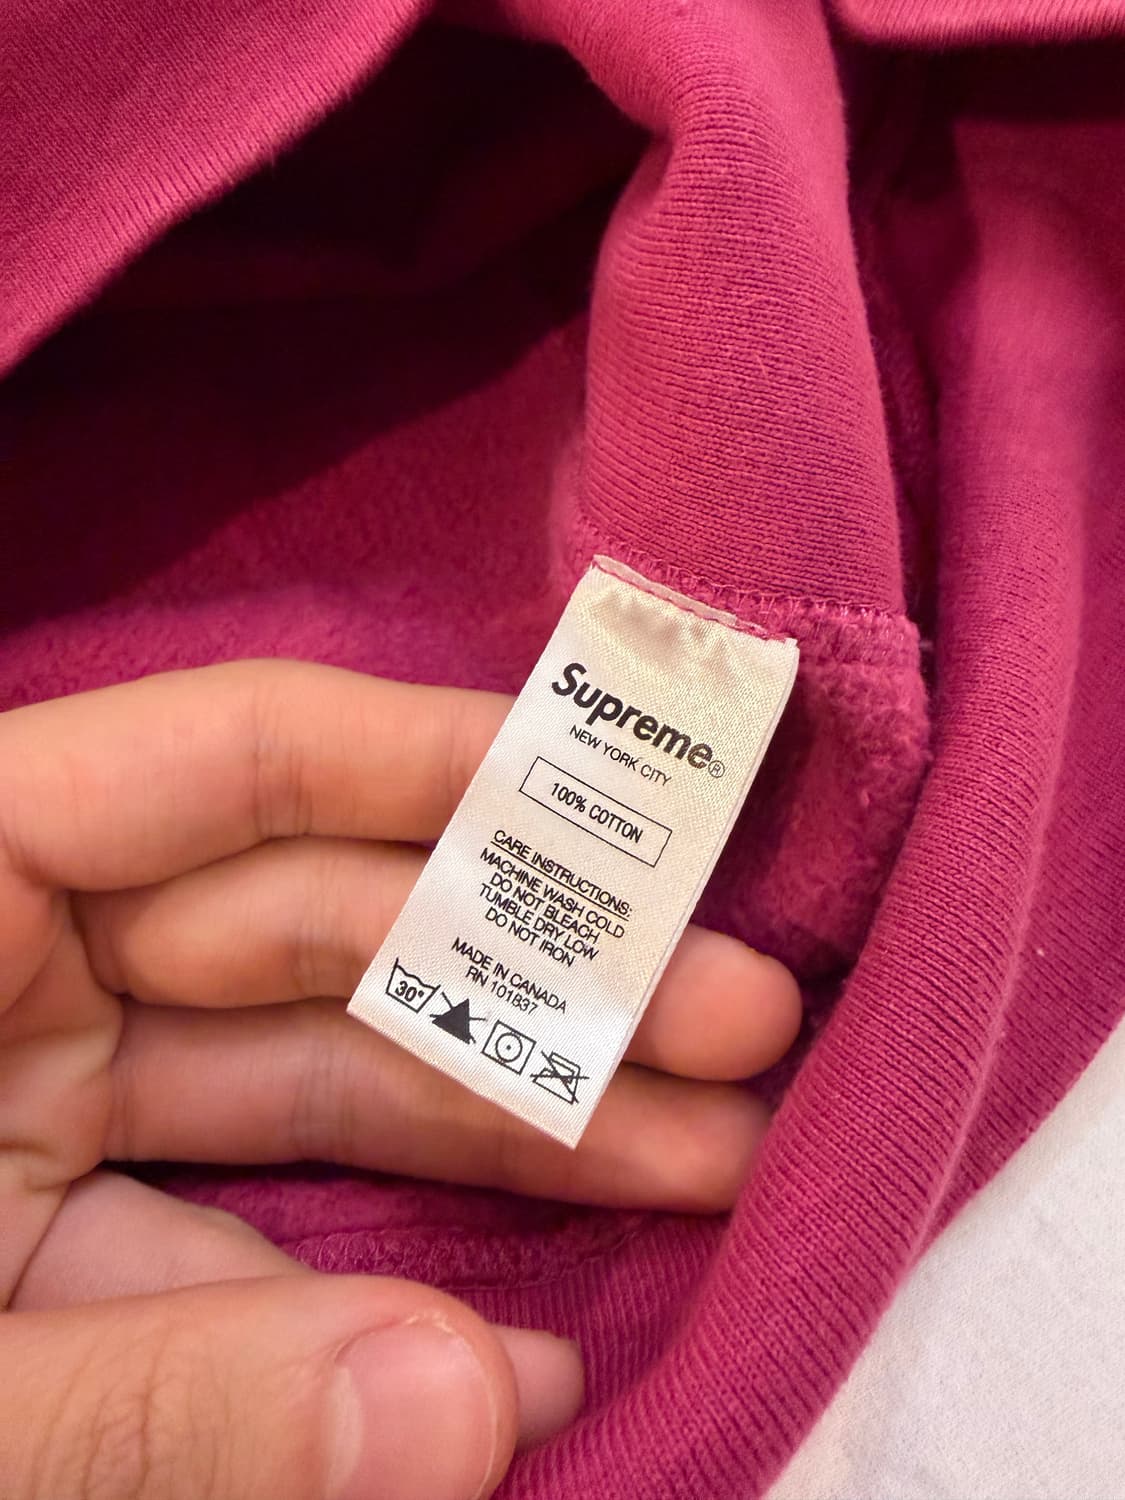 Supreme®
NEW YORK CITY
100% COTTON
CARE INSTRUCTIONS:
MACHINE WASH COLD
DO NOT BLEACH
TUMBLE DRY LOW
DO NOT IRON
MADE IN CANADA
RN 101837
30°